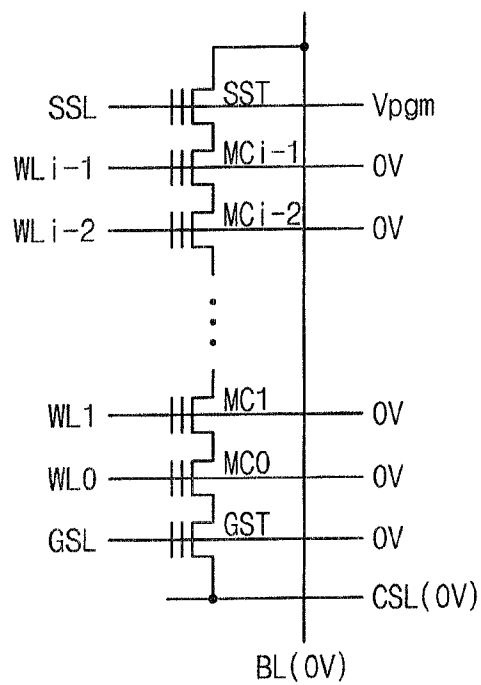 SSL SST Vpgm
WLi-1 MCi-1 0V
WLi-2 MCi-2 0V
WL1 MC1 0V
WL0 MC0 0V
GSL GST 0V
CSL(0V)
BL(0V)